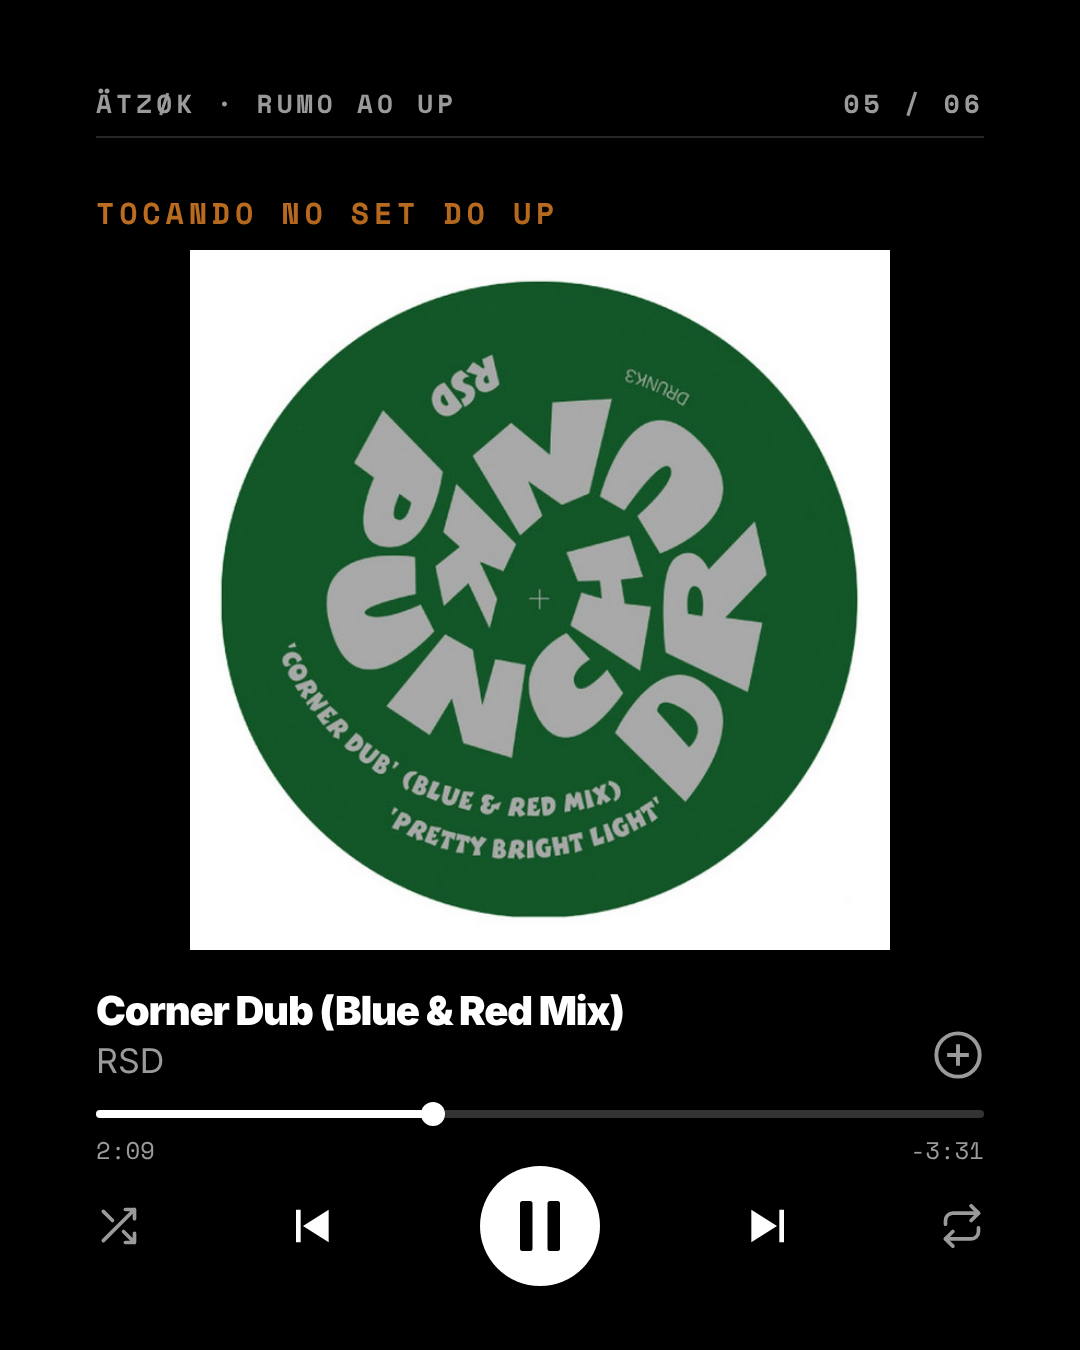 ÄTZØK · RUMO AO UP
05 / 06
TOCANDO NO SET DO UP
RSD
DRUNK3
PUNCH
DRUNK
'CORNER DUB' (BLUE & RED MIX)
'PRETTY BRIGHT LIGHT'
Corner Dub (Blue & Red Mix)
RSD
2:09
-3:31